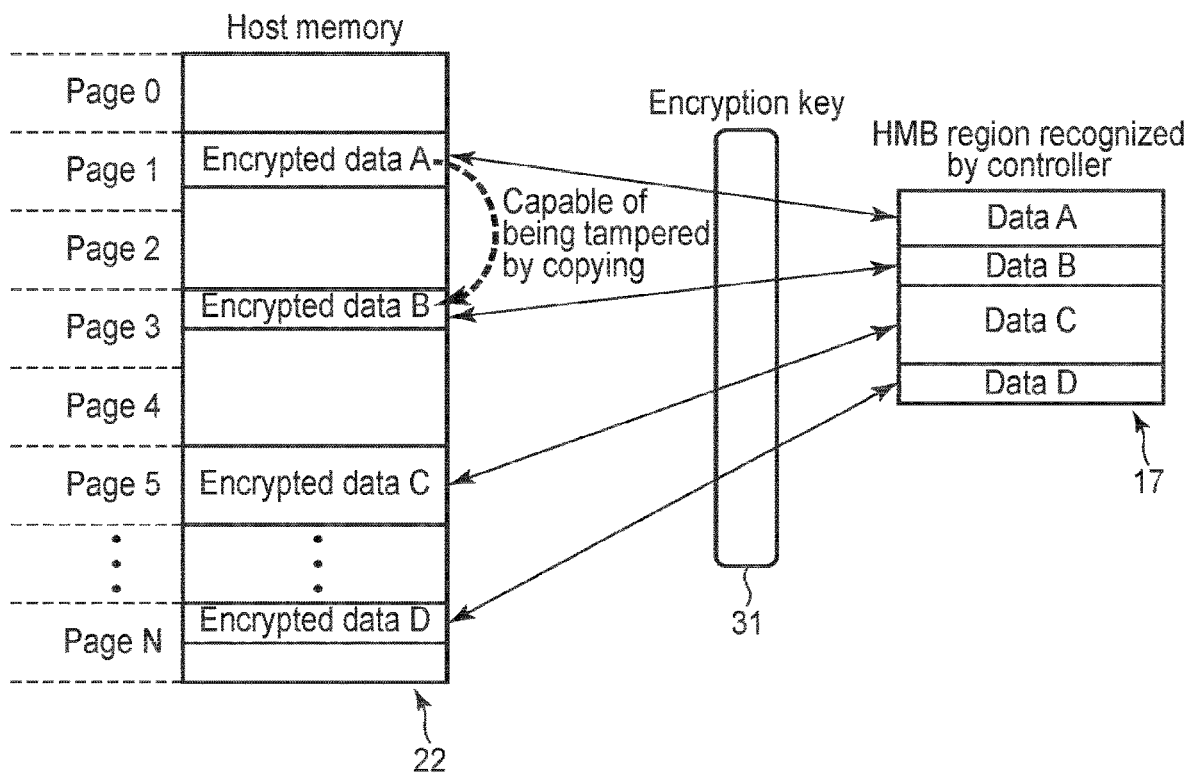 Host memory
Page 0
Page 1
Page 2
Page 3
Page 4
Page 5
Page N
Encrypted data A
Encrypted data B
Encrypted data C
Encrypted data D
Capable of
being tampered
by copying
22
Encryption key
31
HMB region recognized
by controller
Data A
Data B
Data C
Data D
17